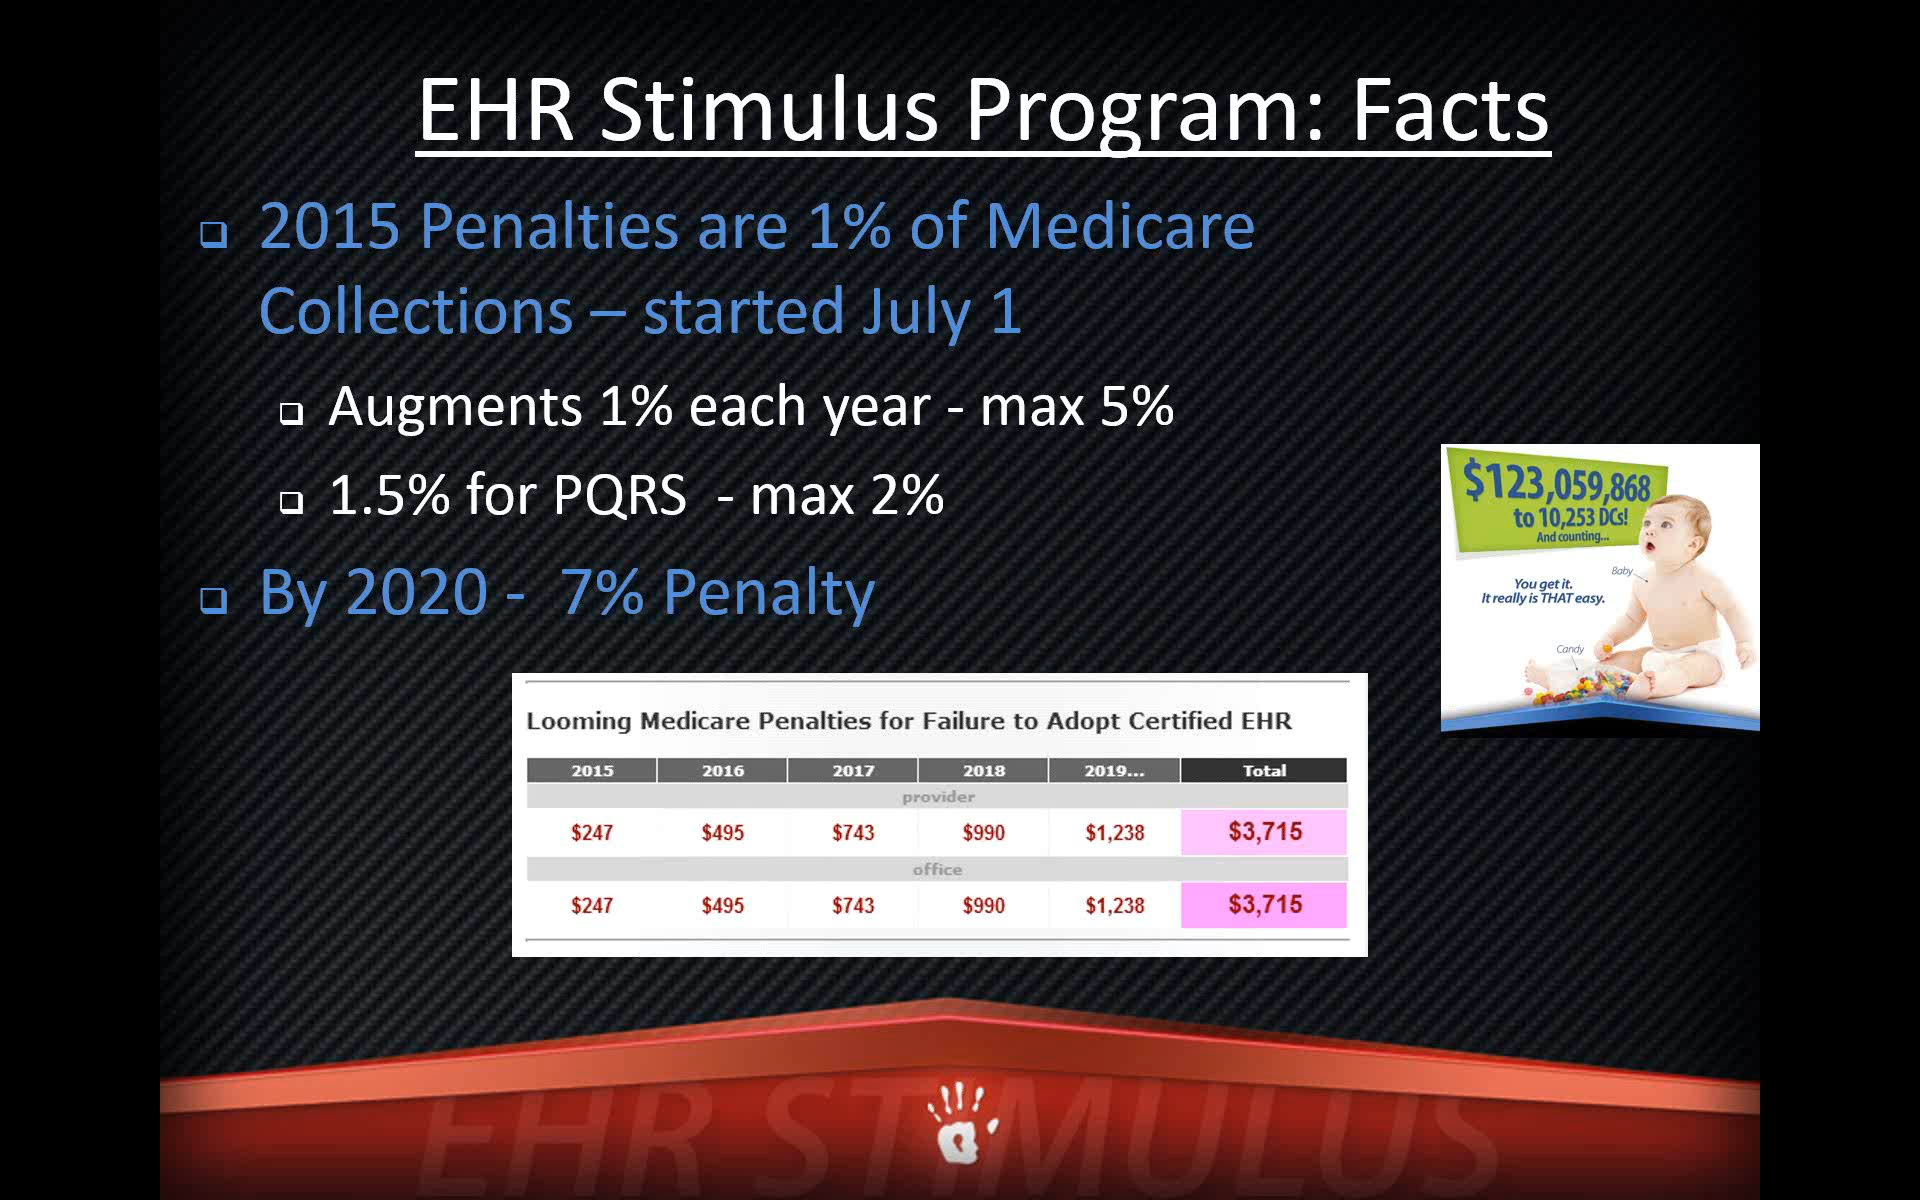 EHR Stimulus Program: Facts
2015 Penalties are 1% of Medicare
Collections – started July 1
Augments 1% each year - max 5%
1.5% for PQRS - max 2%
By 2020 - 7% Penalty
$123,059,868
to 10,253 DCs!
And counting...
Baby
You get it.
It really is THAT easy.
Candy
Looming Medicare Penalties for Failure to Adopt Certified EHR
2015 2016 2017 2018 2019... Total
provider
$247 $495 $743 $990 $1,238 $3,715
office
$247 $495 $743 $990 $1,238 $3,715
EHR STIMULUS